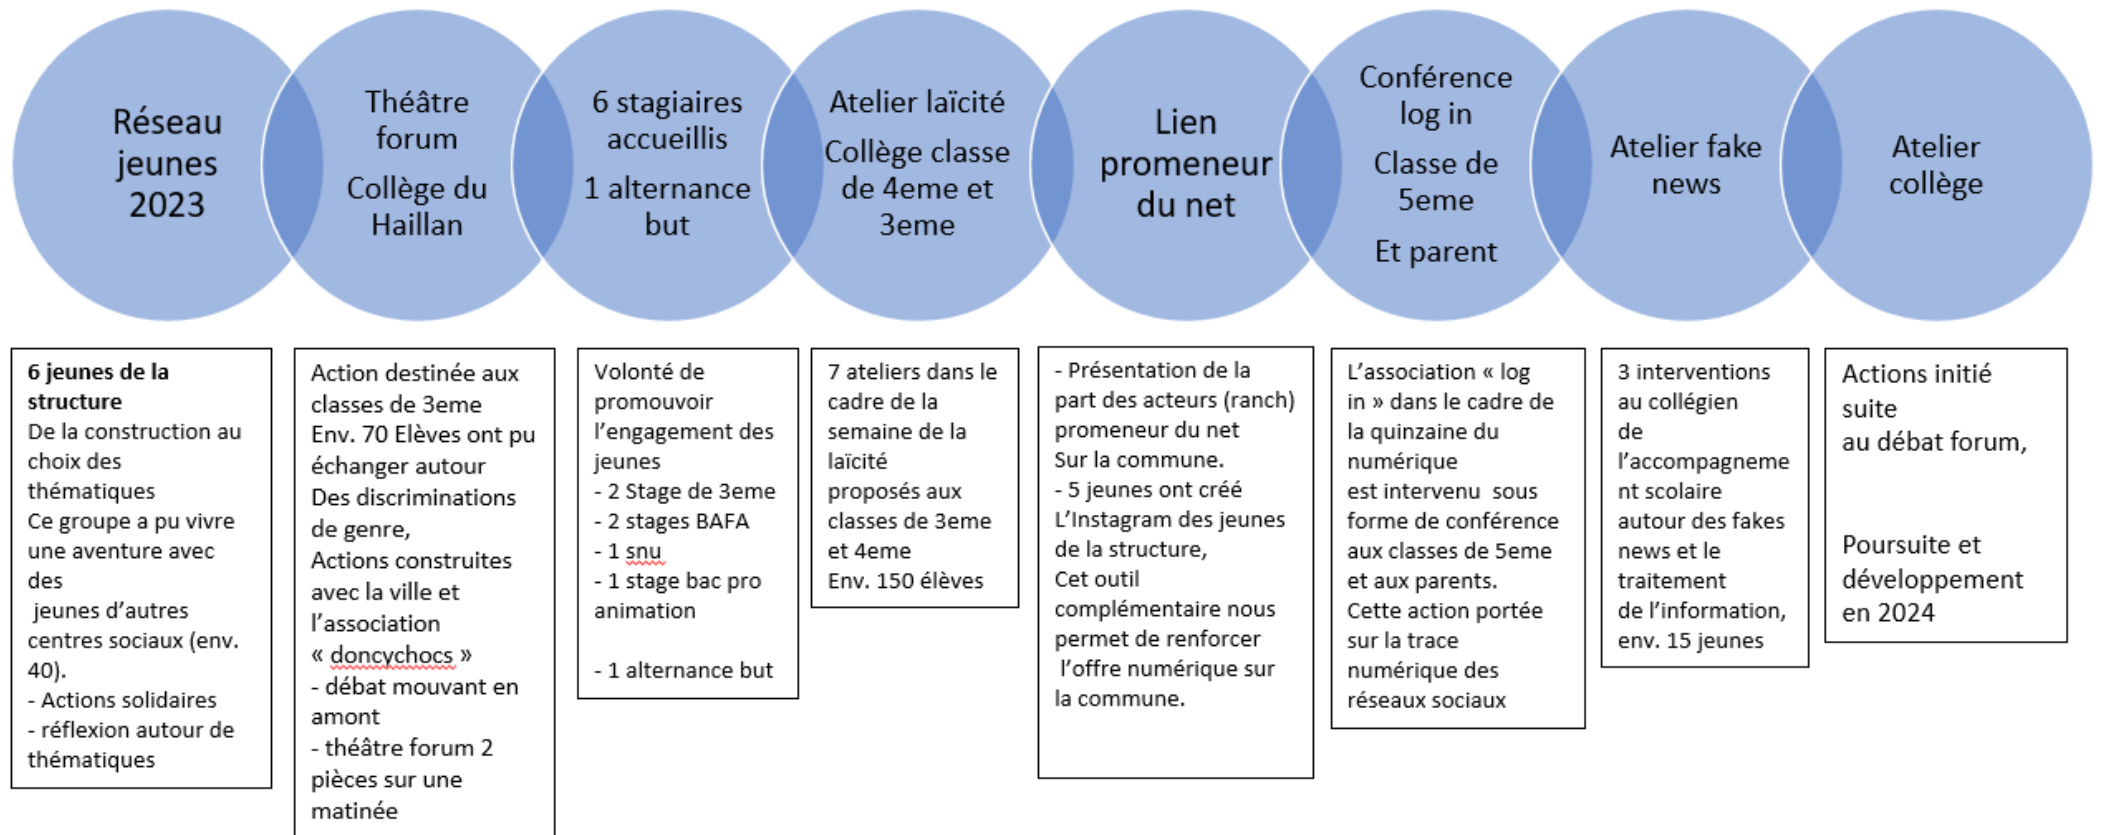 Réseau
jeunes
2023
Théâtre
forum
Collège du
Haillan
6 stagiaires
accueillis
1 alternance
but
Atelier laïcité
Collège classe
de 4eme et
3eme
Lien
promeneur
du net
Conférence
log in
Classe de
5eme
Et parent
Atelier fake
news
Atelier
collège
6 jeunes de la
structure
De la construction au
choix des
thématiques
Ce groupe a pu vivre
une aventure avec
des
jeunes d’autres
centres sociaux (env.
40).
- Actions solidaires
- réflexion autour de
thématiques
Action destinée aux
classes de 3eme
Env. 70 Elèves ont pu
échanger autour
Des discriminations
de genre,
Actions construites
avec la ville et
l’association
« doncychocs »
- débat mouvant en
amont
- théâtre forum 2
pièces sur une
matinée
Volonté de
promouvoir
l’engagement des
jeunes
- 2 Stage de 3eme
- 2 stages BAFA
- 1 snu
- 1 stage bac pro
animation
- 1 alternance but
7 ateliers dans le
cadre de la
semaine de la
laïcité
proposés aux
classes de 3eme
et 4eme
Env. 150 élèves
- Présentation de la
part des acteurs (ranch)
promeneur du net
Sur la commune.
- 5 jeunes ont créé
L’Instagram des jeunes
de la structure,
Cet outil
complémentaire nous
permet de renforcer
l’offre numérique sur
la commune.
L’association « log
in » dans le cadre de
la quinzaine du
numérique
est intervenu sous
forme de conférence
aux classes de 5eme
et aux parents.
Cette action portée
sur la trace
numérique des
réseaux sociaux
3 interventions
au collégien
de
l’accompagneme
nt scolaire
autour des fakes
news et le
traitement
de l’information,
env. 15 jeunes
Actions initié
suite
au débat forum,
Poursuite et
développement
en 2024